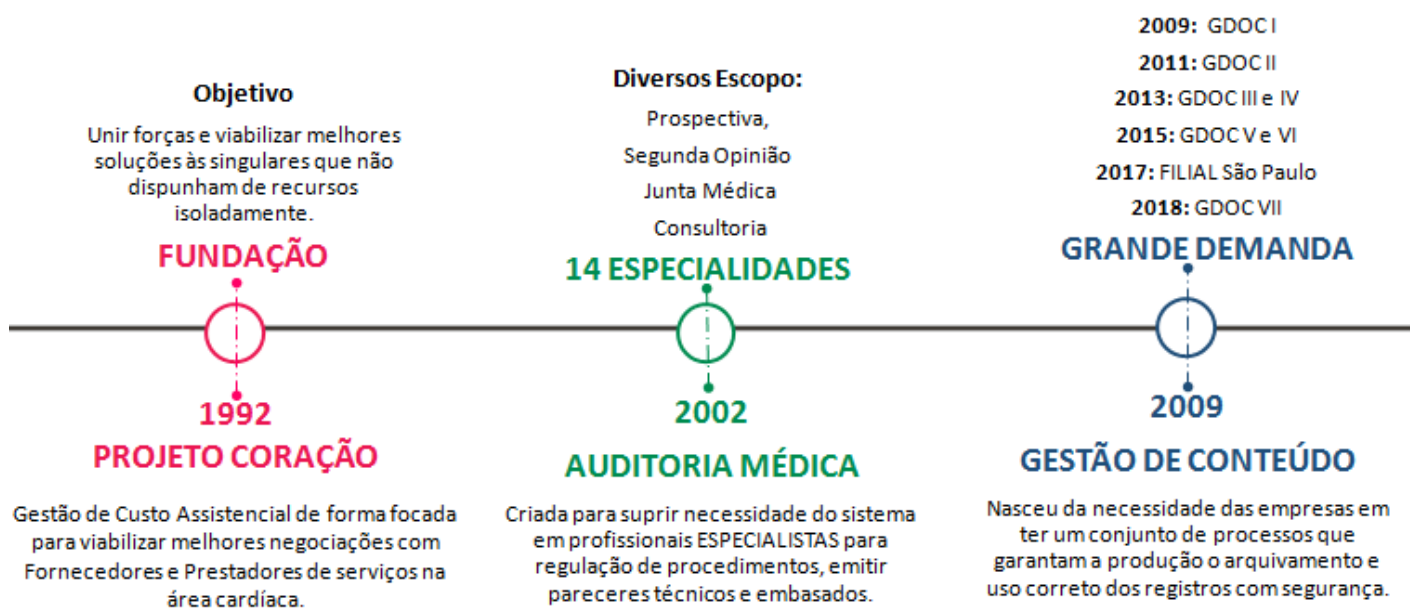 Objetivo
Unir forças e viabilizar melhores
soluções às singulares que não
dispunham de recursos
isoladamente.
FUNDAÇÃO
1992
PROJETO CORAÇÃO
Gestão de Custo Assistencial de forma focada
para viabilizar melhores negociações com
Fornecedores e Prestadores de serviços na
área cardíaca.
Diversos Escopo:
Prospectiva,
Segunda Opinião
Junta Médica
Consultoria
14 ESPECIALIDADES
2002
AUDITORIA MÉDICA
Criada para suprir necessidade do sistema
em profissionais ESPECIALISTAS para
regulação de procedimentos, emitir
pareceres técnicos e embasados.
2009: GDOC I
2011: GDOC II
2013: GDOC III e IV
2015: GDOC V e VI
2017: FILIAL São Paulo
2018: GDOC VII
GRANDE DEMANDA
2009
GESTÃO DE CONTEÚDO
Nasceu da necessidade das empresas em
ter um conjunto de processos que
garantam a produção o arquivamento e
uso correto dos registros com segurança.